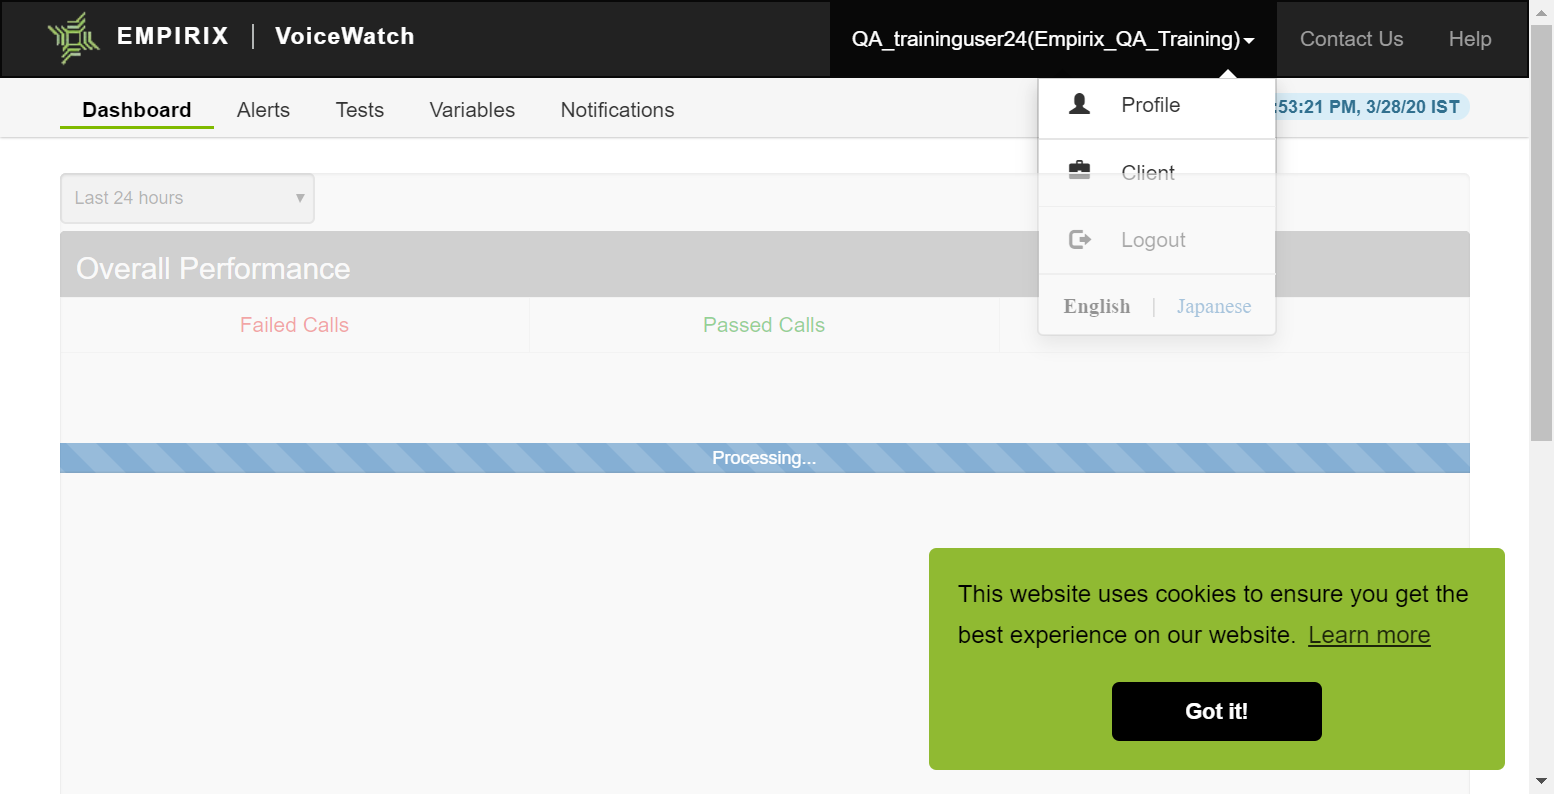 EMPIRIX | VoiceWatch
QA_traininguser24(Empirix_QA_Training)
Contact Us
Help
Dashboard
Alerts
Tests
Variables
Notifications
:53:21 PM, 3/28/20 IST
Profile
Client
Logout
English | Japanese
Last 24 hours
Overall Performance
Failed Calls
Passed Calls
Processing...
This website uses cookies to ensure you get the
best experience on our website. Learn more
Got it!